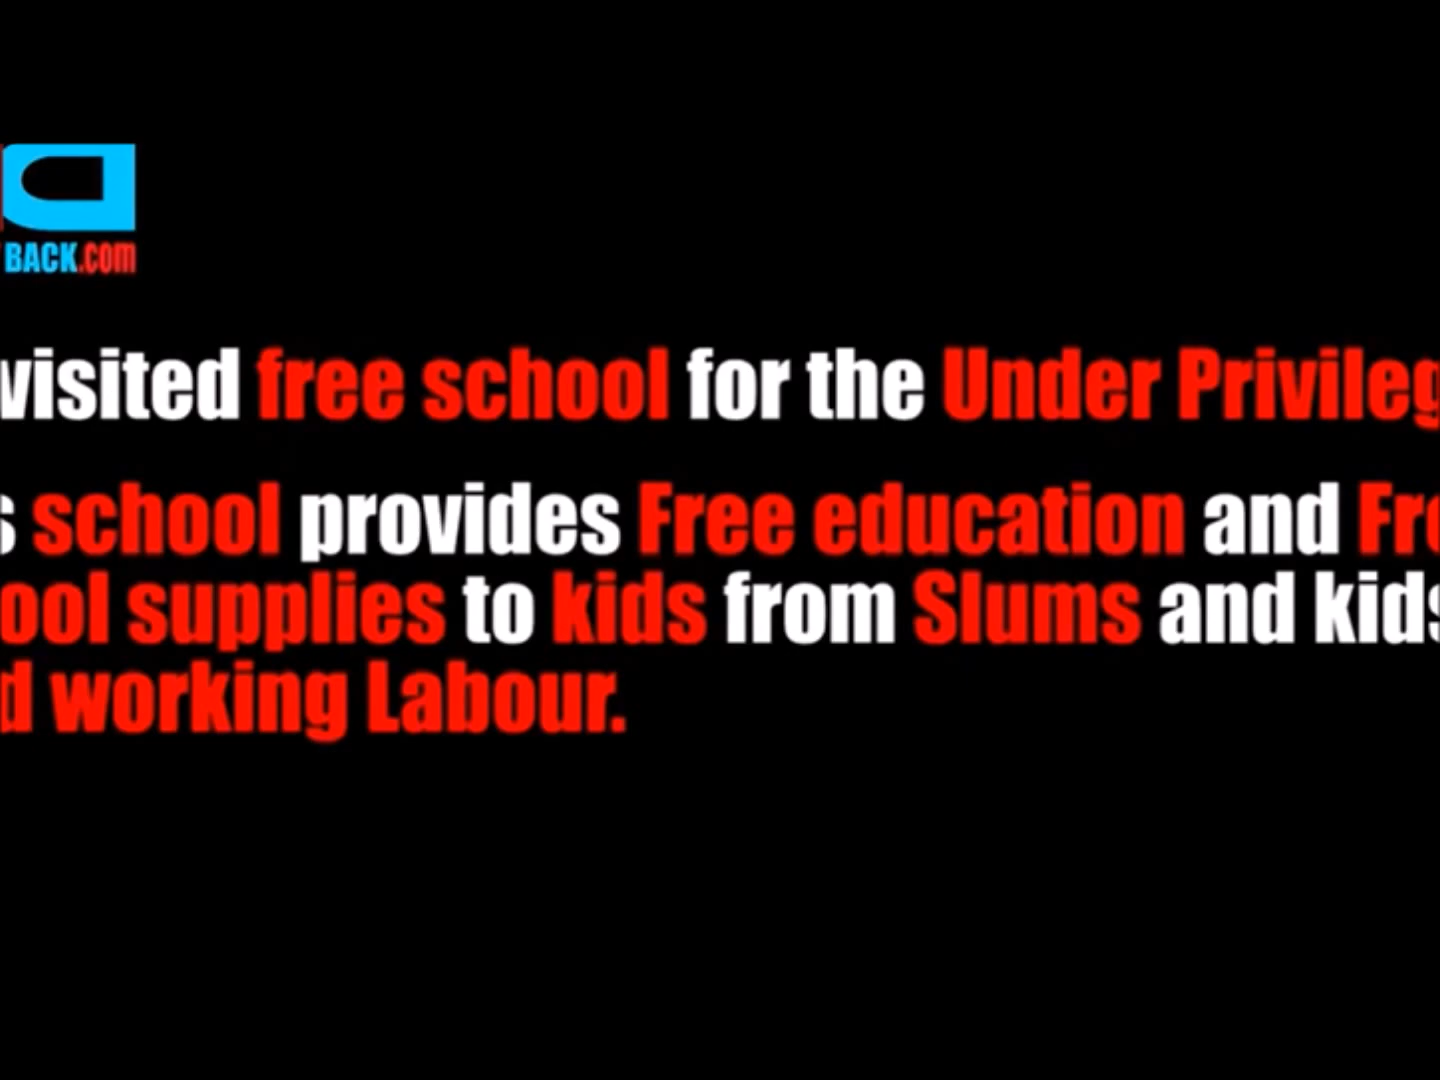 BACK.com
visited free school for the Under Privileg
s school provides Free education and Fre
ool supplies to kids from Slums and kids
d working Labour.